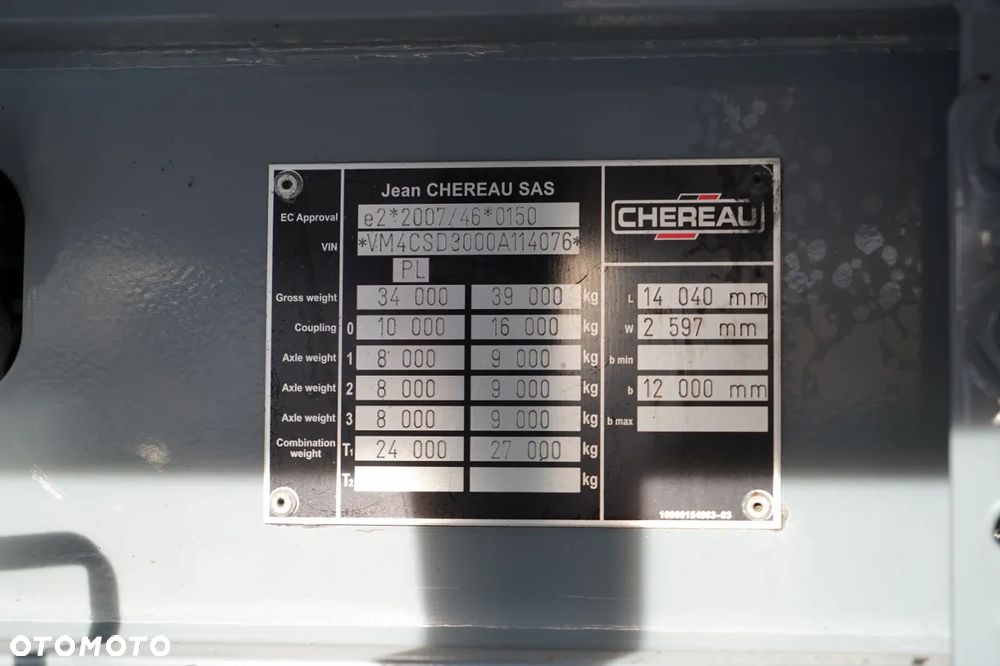 Jean CHEREAU SAS
EC Approval e2*2007/46*0150
VIN *VM4CSD3000A114076*
PL
Gross weight 34 000 39 000 kg
Coupling 0 10 000 16 000 kg
Axle weight 1 8 000 9 000 kg
Axle weight 2 8 000 9 000 kg
Axle weight 3 8 000 9 000 kg
Combination weight T1 24 000 27 000 kg
T2 kg
CHEREAU
L 14 040 mm
W 2 597 mm
b min
b 12 000 mm
b max
OTOMOTO